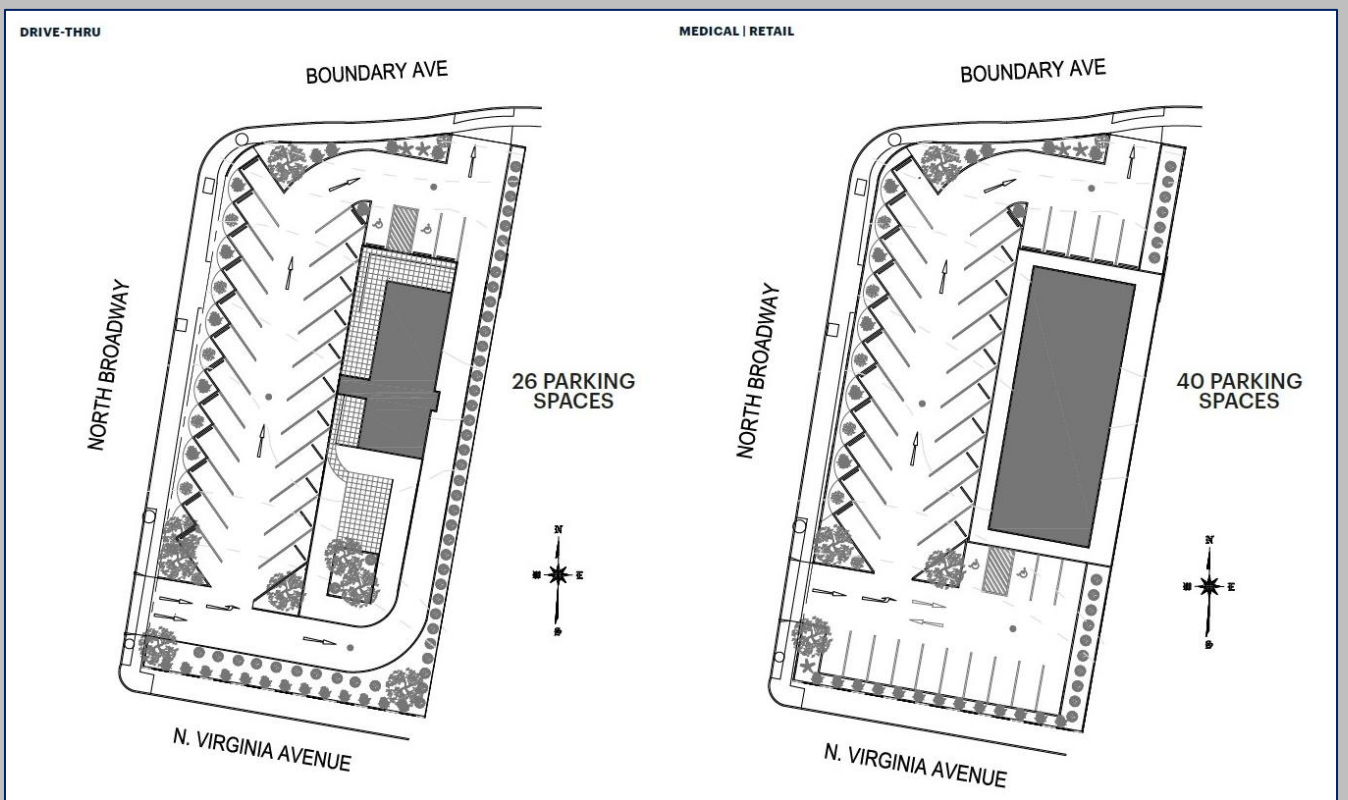 DRIVE-THRU
BOUNDARY AVE
NORTH BROADWAY
26 PARKING
SPACES
N
E
N. VIRGINIA AVENUE
MEDICAL | RETAIL
BOUNDARY AVE
NORTH BROADWAY
40 PARKING
SPACES
N
E
N. VIRGINIA AVENUE